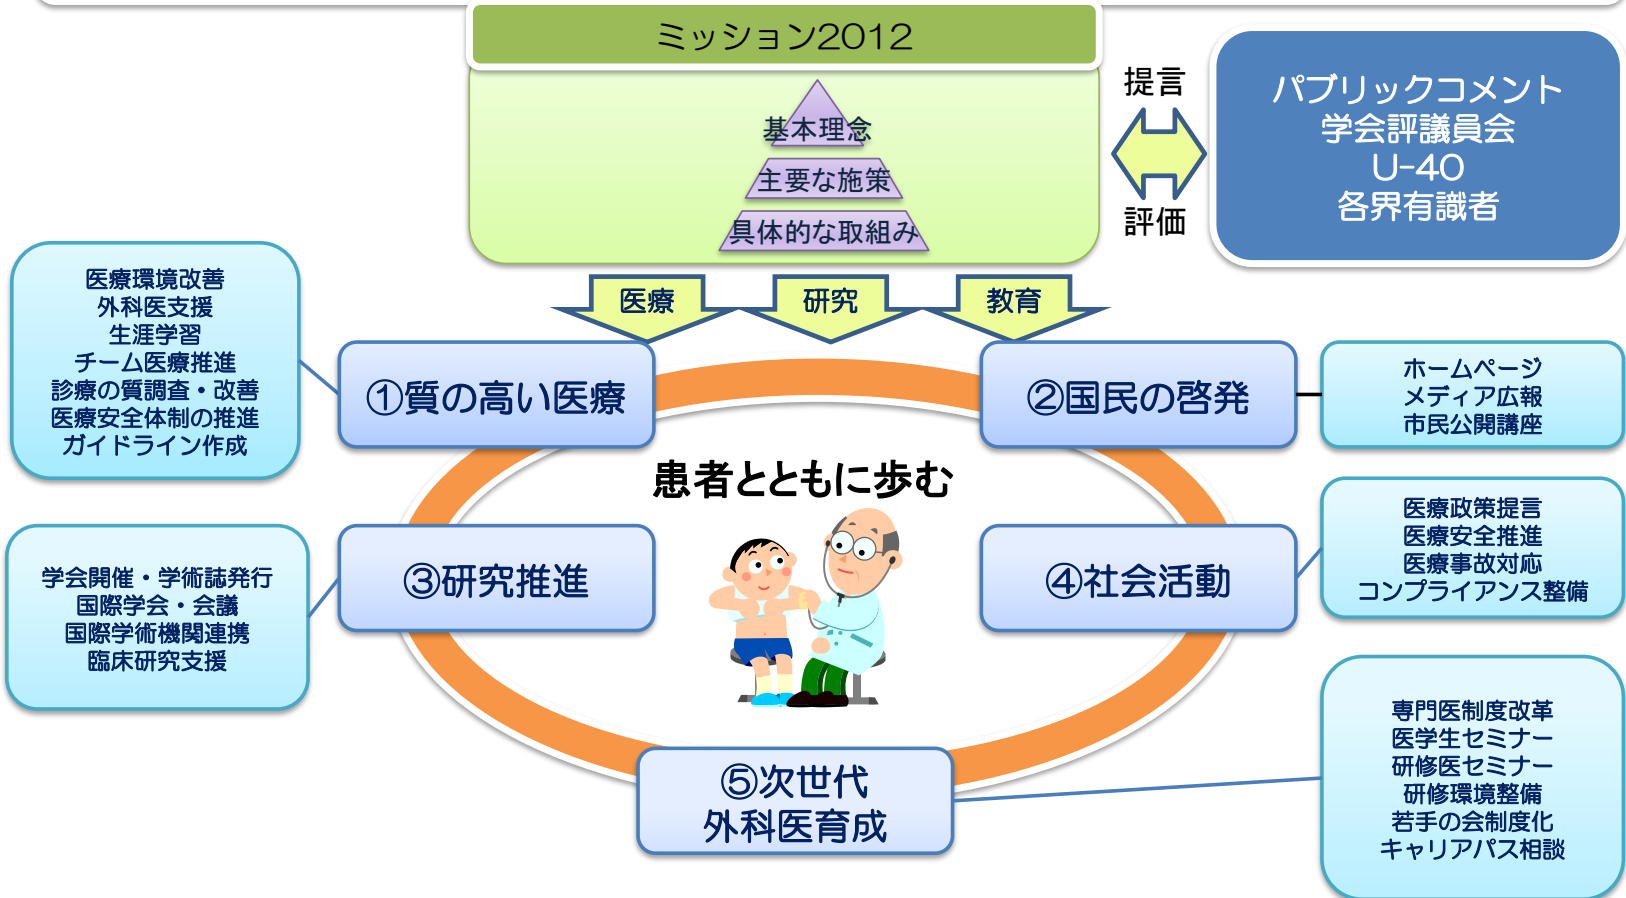 ミッション2012
基本理念
主要な施策
具体的な取組み
提言
評価
パブリックコメント
学会評議員会
U-40
各界有識者
医療
研究
教育
医療環境改善
外科医支援
生涯学習
チーム医療推進
診療の質調査・改善
医療安全体制の推進
ガイドライン作成
①質の高い医療
②国民の啓発
ホームページ
メディア広報
市民公開講座
患者とともに歩む
学会開催・学術誌発行
国際学会・会議
国際学術機関連携
臨床研究支援
③研究推進
④社会活動
医療政策提言
医療安全推進
医療事故対応
コンプライアンス整備
⑤次世代
外科医育成
専門医制度改革
医学生セミナー
研修医セミナー
研修環境整備
若手の会制度化
キャリアパス相談